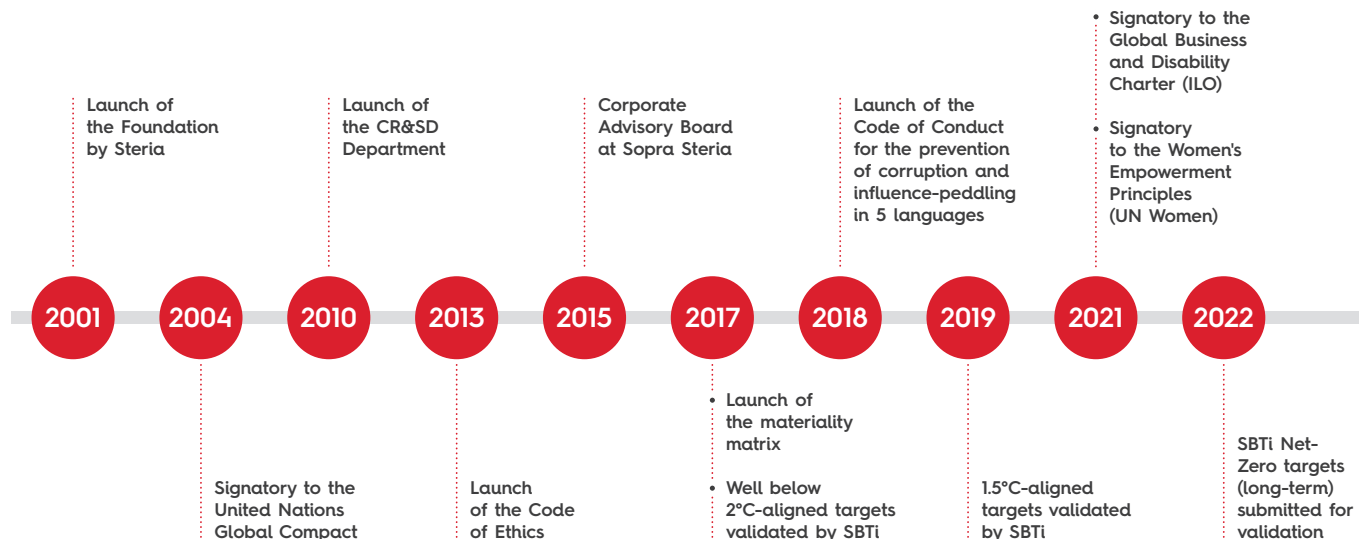 • Signatory to the
Global Business
and Disability
Charter (ILO)
• Signatory
to the Women's
Empowerment
Principles
(UN Women)
Launch of
the Foundation
by Steria
Launch of
the CR&SD
Department
Corporate
Advisory Board
at Sopra Steria
Launch of the
Code of Conduct
for the prevention
of corruption and
influence-peddling
in 5 languages
2001
2004
2010
2013
2015
2017
2018
2019
2021
2022
Signatory to the
United Nations
Global Compact
Launch
of the Code
of Ethics
• Launch of
the materiality
matrix
• Well below
2°C-aligned targets
validated by SBTi
1.5°C-aligned
targets validated
by SBTi
SBTi Net-
Zero targets
(long-term)
submitted for
validation